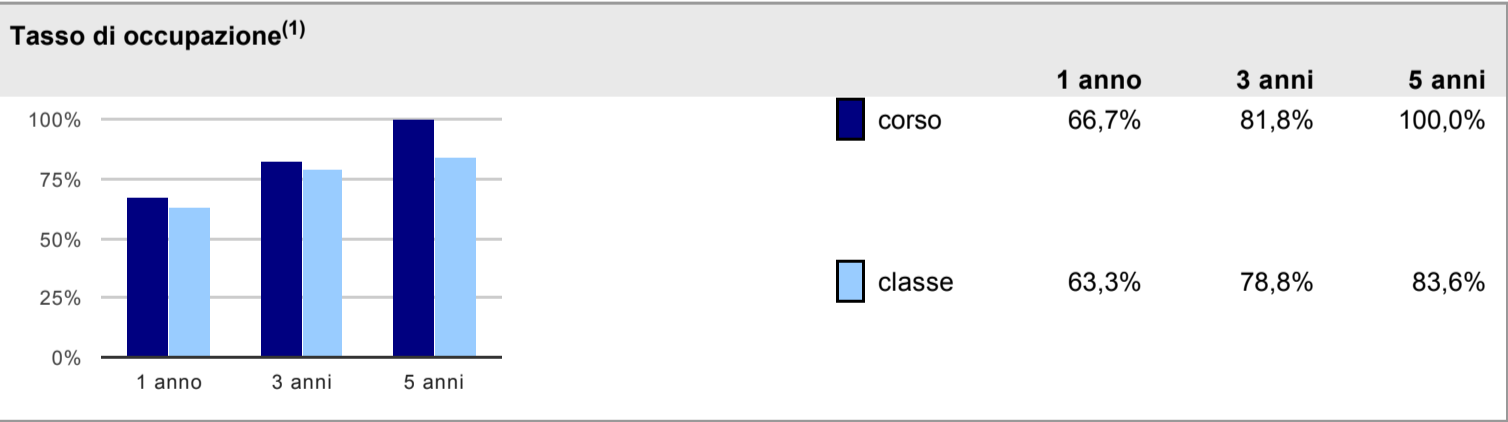 Tasso di occupazione(1)
1 anno 3 anni 5 anni
corso 66,7% 81,8% 100,0%
classe 63,3% 78,8% 83,6%
100%
75%
50%
25%
0%
1 anno 3 anni 5 anni